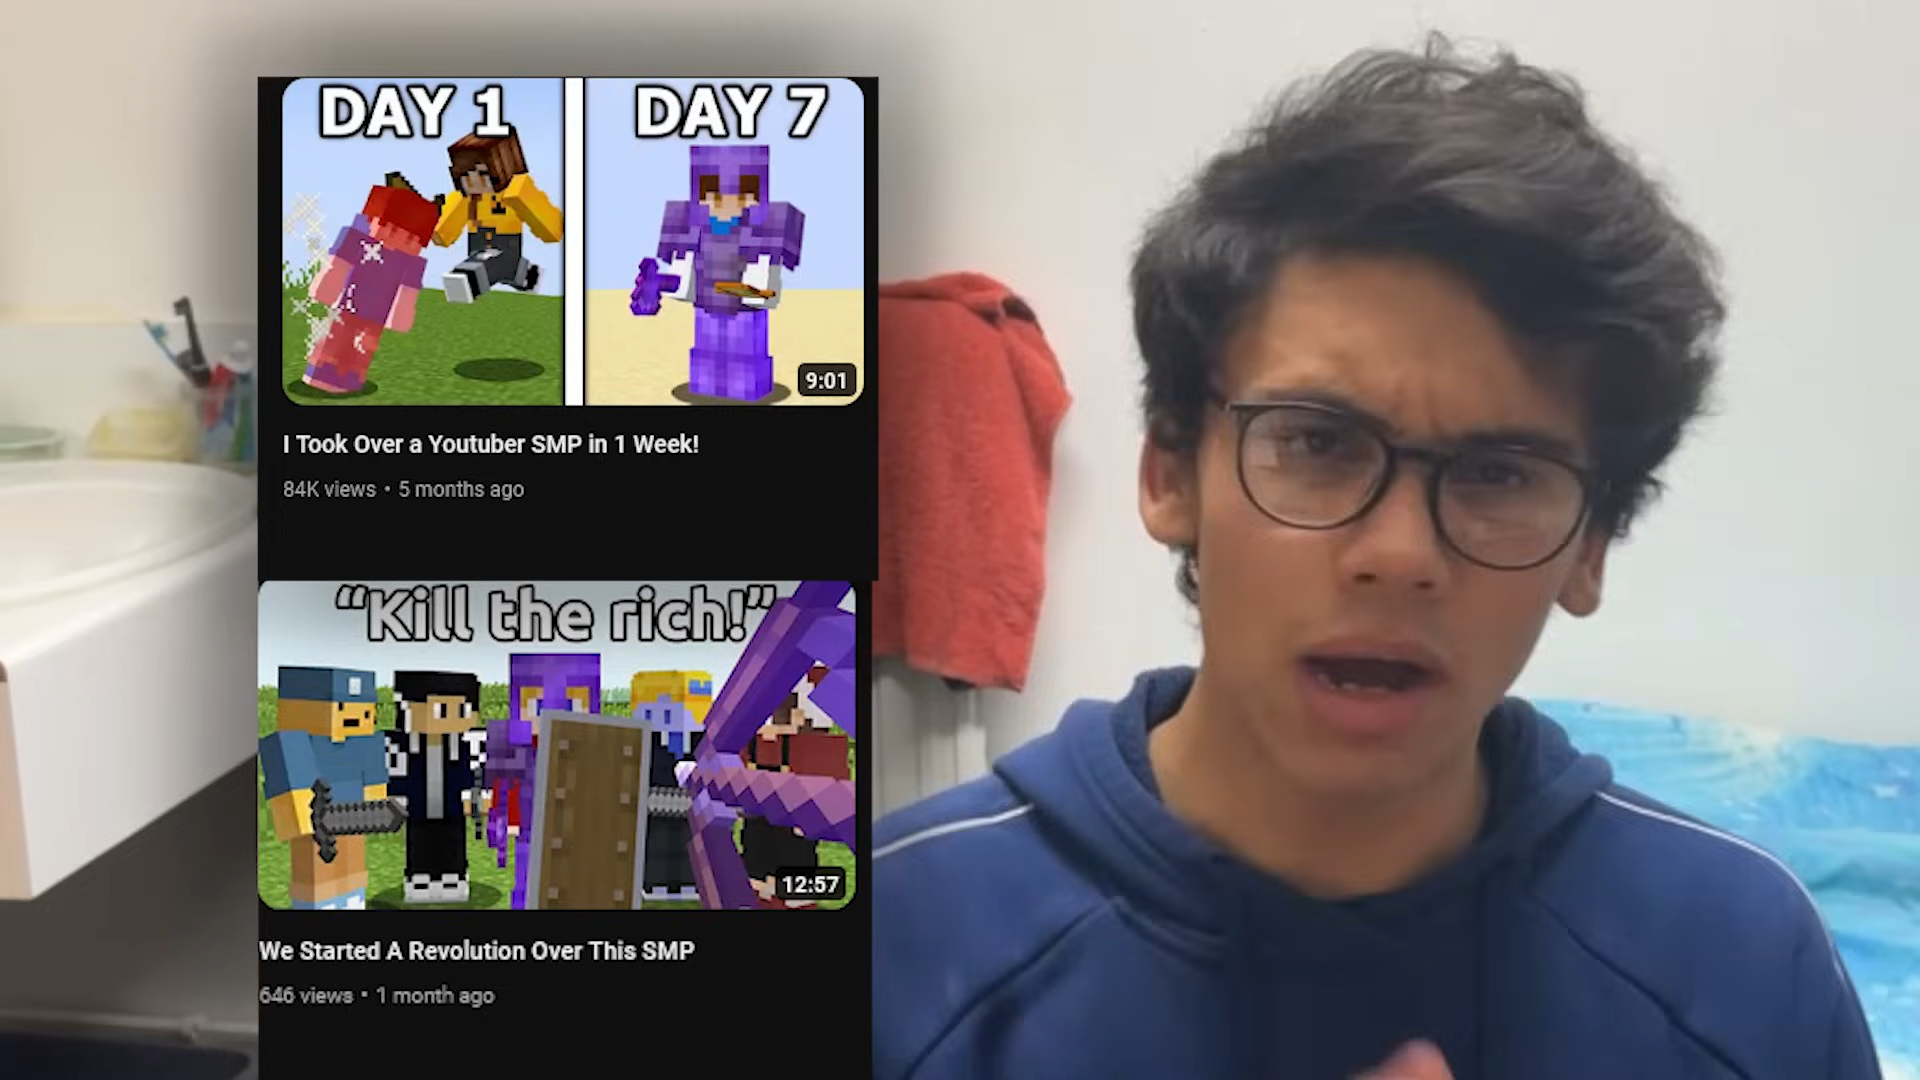 DAY 1
DAY 7
9:01
I Took Over a Youtuber SMP in 1 Week!
84K views • 5 months ago
“Kill the rich!”
12:57
We Started A Revolution Over This SMP
646 views • 1 month ago